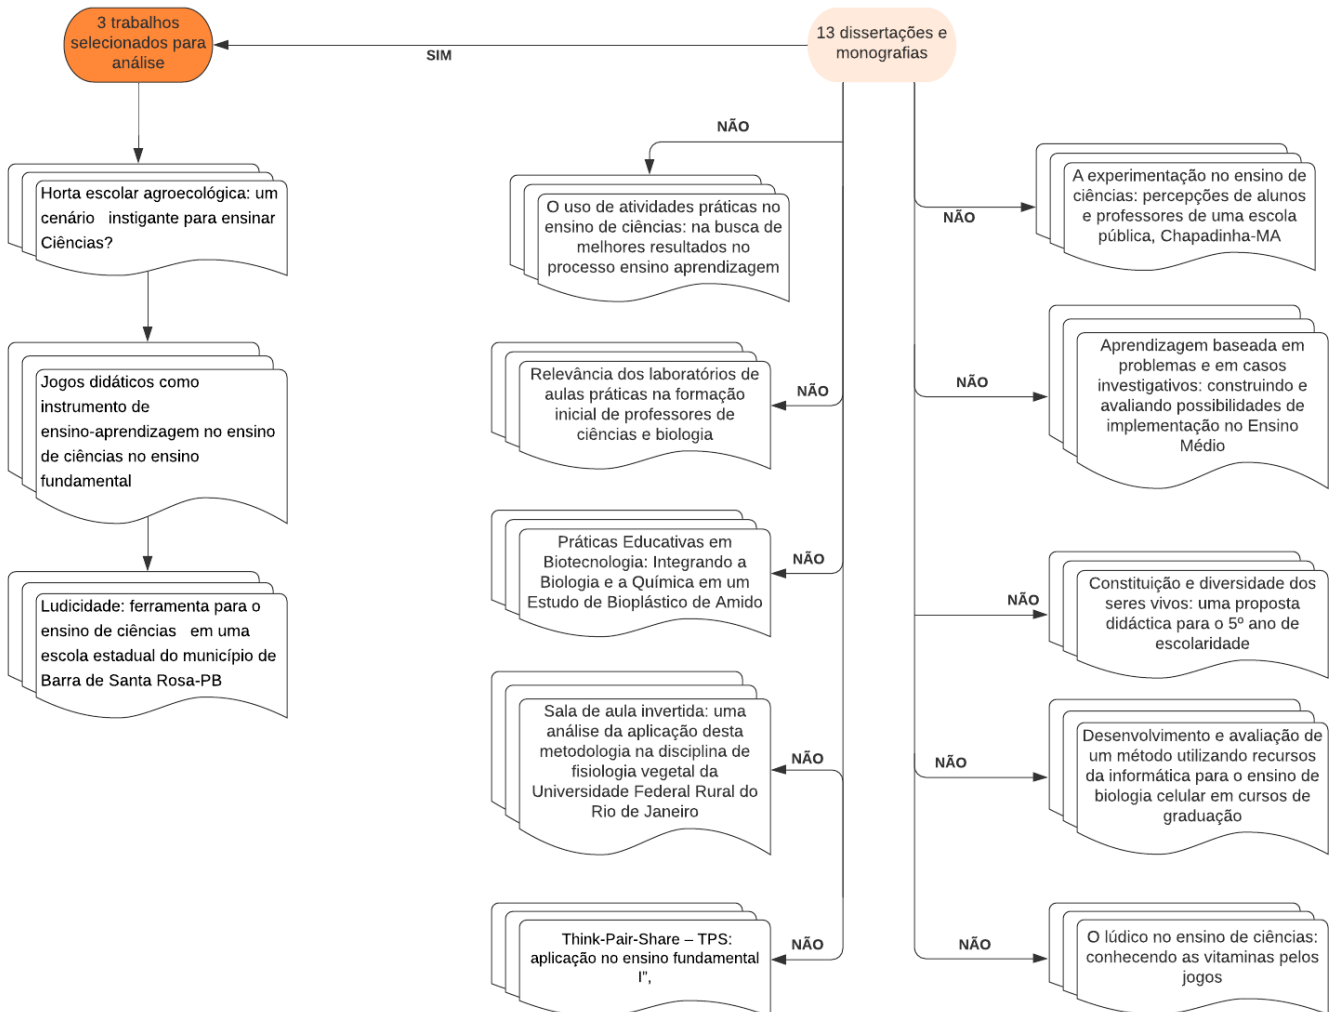 3 trabalhos
selecionados para
análise
SIM
13 dissertações e
monografias
Horta escolar agroecológica: um
cenário instigante para ensinar
Ciências?
Jogos didáticos como
instrumento de
ensino-aprendizagem no ensino
de ciências no ensino
fundamental
Ludicidade: ferramenta para o
ensino de ciências em uma
escola estadual do município de
Barra de Santa Rosa-PB
NÃO
O uso de atividades práticas no
ensino de ciências: na busca de
melhores resultados no
processo ensino aprendizagem
Relevância dos laboratórios de
aulas práticas na formação
inicial de professores de
ciências e biologia
NÃO
Práticas Educativas em
Biotecnologia: Integrando a
Biologia e a Química em um
Estudo de Bioplástico de Amido
NÃO
Sala de aula invertida: uma
análise da aplicação desta
metodologia na disciplina de
fisiologia vegetal da
Universidade Federal Rural do
Rio de Janeiro
NÃO
Think-Pair-Share – TPS:
aplicação no ensino fundamental
I”,
NÃO
NÃO
A experimentação no ensino de
ciências: percepções de alunos
e professores de uma escola
pública, Chapadinha-MA
NÃO
Aprendizagem baseada em
problemas e em casos
investigativos: construindo e
avaliando possibilidades de
implementação no Ensino
Médio
NÃO
Constituição e diversidade dos
seres vivos: uma proposta
didáctica para o 5º ano de
escolaridade
NÃO
Desenvolvimento e avaliação de
um método utilizando recursos
da informática para o ensino de
biologia celular em cursos de
graduação
NÃO
O lúdico no ensino de ciências:
conhecendo as vitaminas pelos
jogos